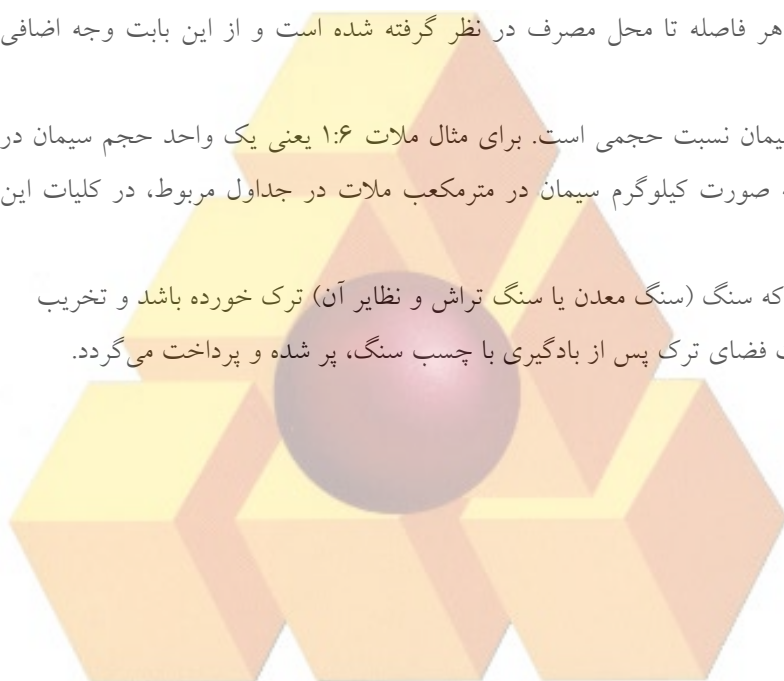 هر فاصله تا محل مصرف در نظر گرفته شده است و از این بابت وجه اضافی
یمان نسبت حجمی است. برای مثال ملات ۱:۶ یعنی یک واحد حجم سیمان در
صورت کیلوگرم سیمان در مترمکعب ملات در جداول مربوط، در کلیات این
که سنگ (سنگ معدن یا سنگ تراش و نظایر آن) ترک خورده باشد و تخریب
فضای ترک پس از بادگیری با چسب سنگ، پر شده و پرداخت می‌گردد.